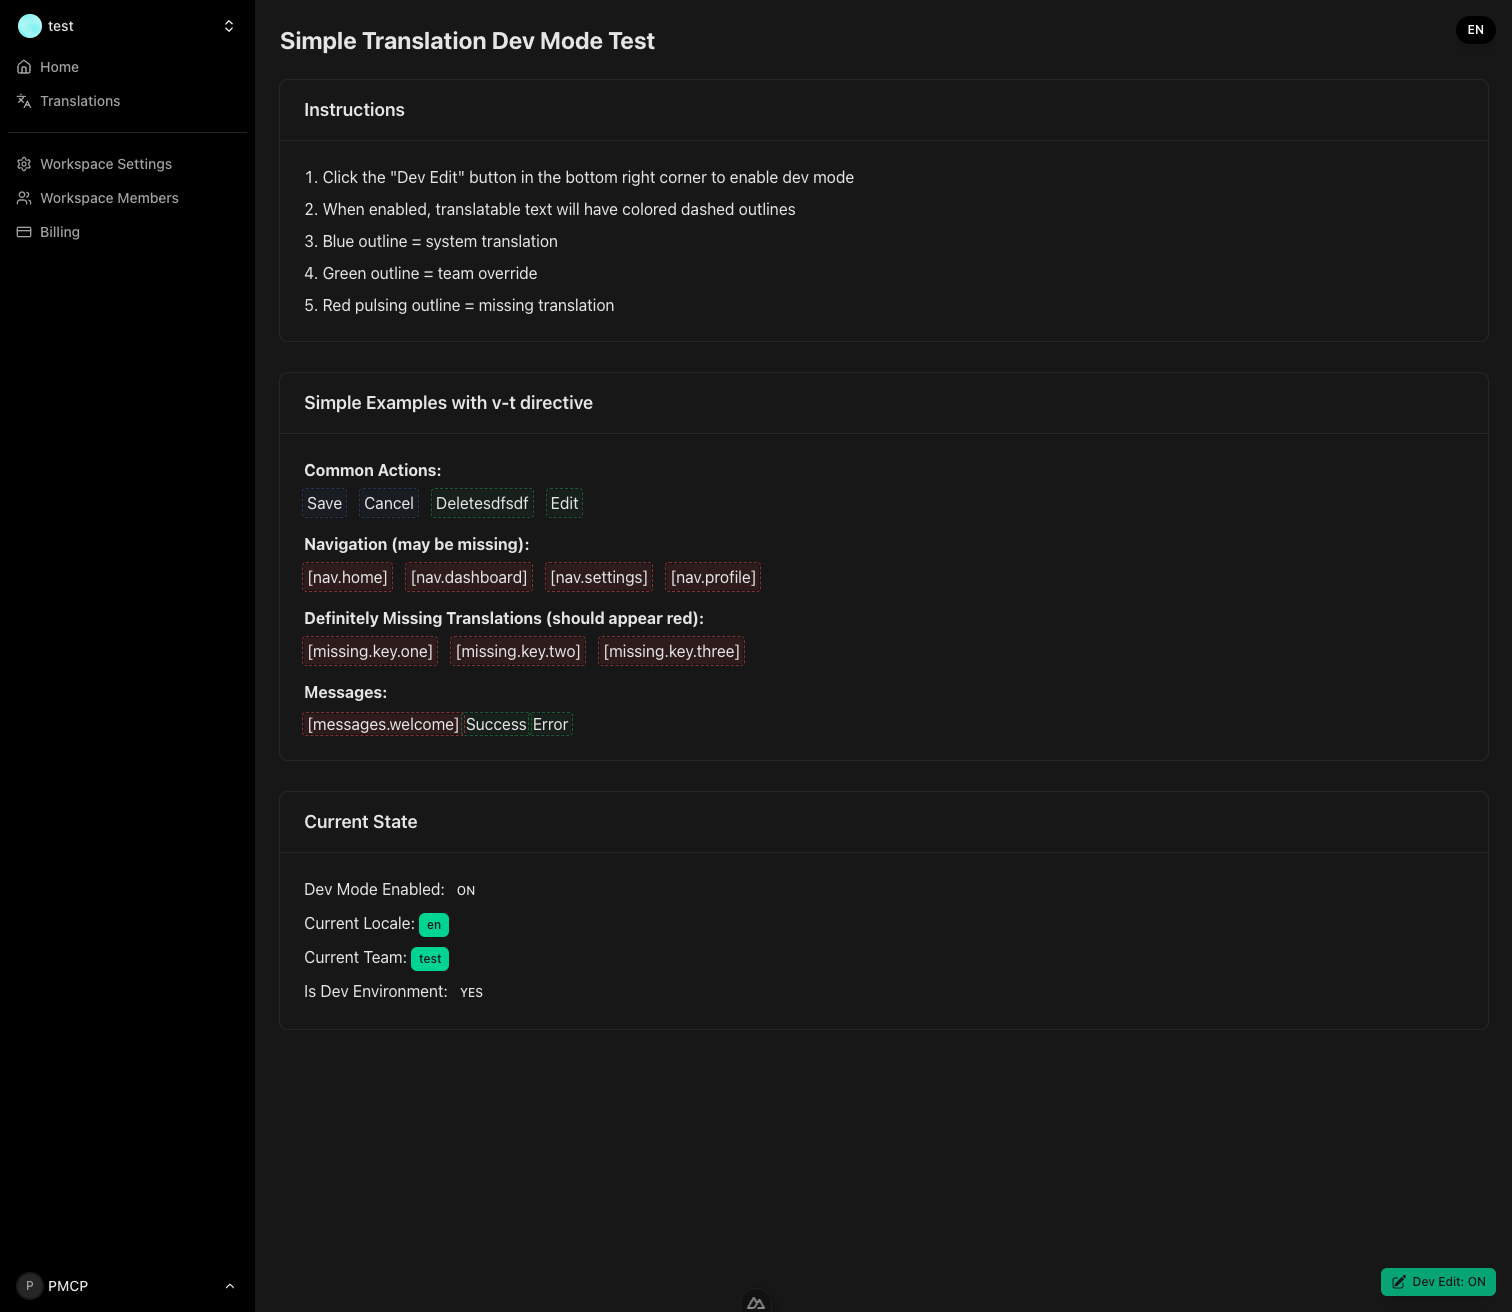 test
Home
Translations
Workspace Settings
Workspace Members
Billing
PMCP
P
Simple Translation Dev Mode Test
EN
Instructions
1. Click the "Dev Edit" button in the bottom right corner to enable dev mode
2. When enabled, translatable text will have colored dashed outlines
3. Blue outline = system translation
4. Green outline = team override
5. Red pulsing outline = missing translation
Simple Examples with v-t directive
Common Actions:
Save Cancel Deletesdfsdf Edit
Navigation (may be missing):
[nav.home] [nav.dashboard] [nav.settings] [nav.profile]
Definitely Missing Translations (should appear red):
[missing.key.one] [missing.key.two] [missing.key.three]
Messages:
[messages.welcome] Success Error
Current State
Dev Mode Enabled: ON
Current Locale: en
Current Team: test
Is Dev Environment: YES
Dev Edit: ON